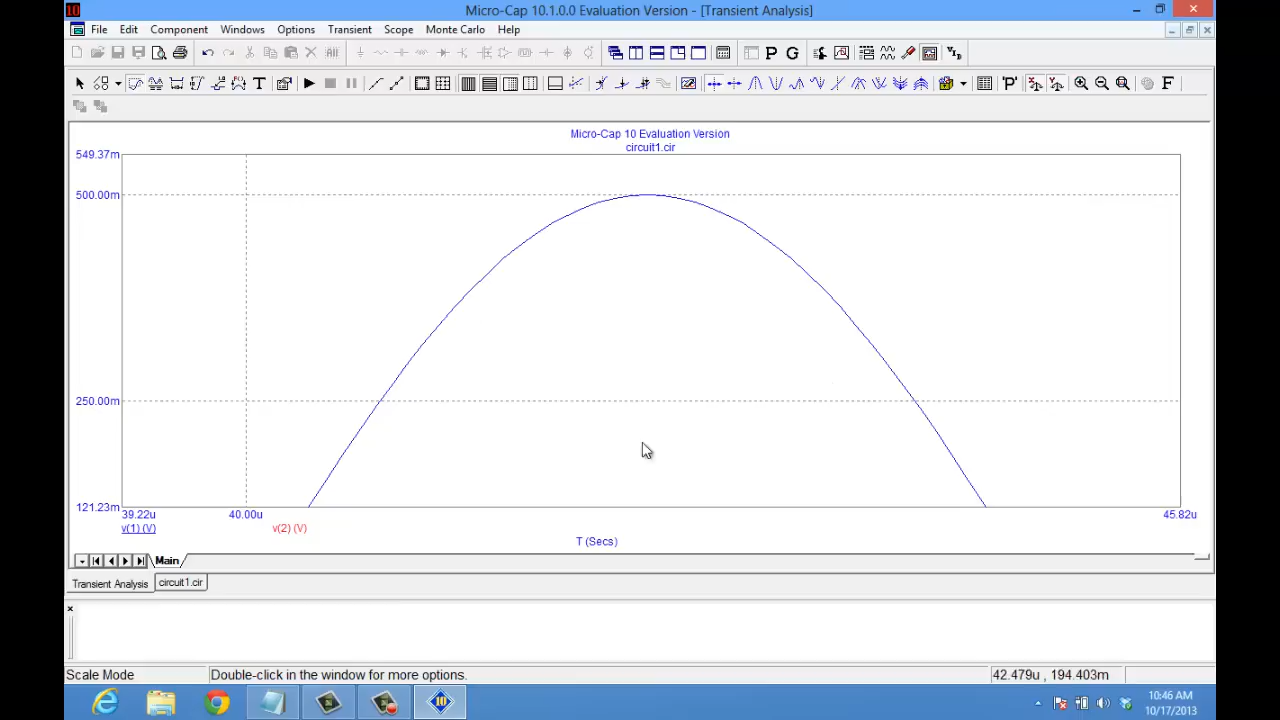 10
Micro-Cap 10.1.0.0 Evaluation Version - [Transient Analysis]
File Edit Component Windows Options Transient Scope Monte Carlo Help
T P G 'P' F
Micro-Cap 10 Evaluation Version
circuit1.cir
549.37m
500.00m
250.00m
121.23m
39.22u 40.00u 45.82u
v(1) (V) v(2) (V)
T (Secs)
Main
Transient Analysis circuit1.cir
Scale Mode Double-click in the window for more options. 42.479u , 194.403m
10:46 AM
10/17/2013